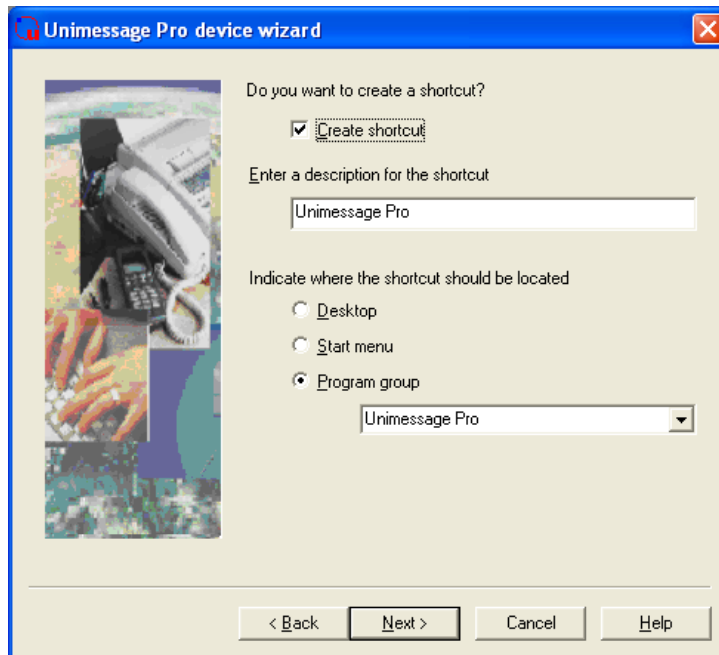 Unimessage Pro device wizard
Do you want to create a shortcut?
Create shortcut
Enter a description for the shortcut
Unimessage Pro
Indicate where the shortcut should be located
Desktop
Start menu
Program group
Unimessage Pro
< Back Next > Cancel Help